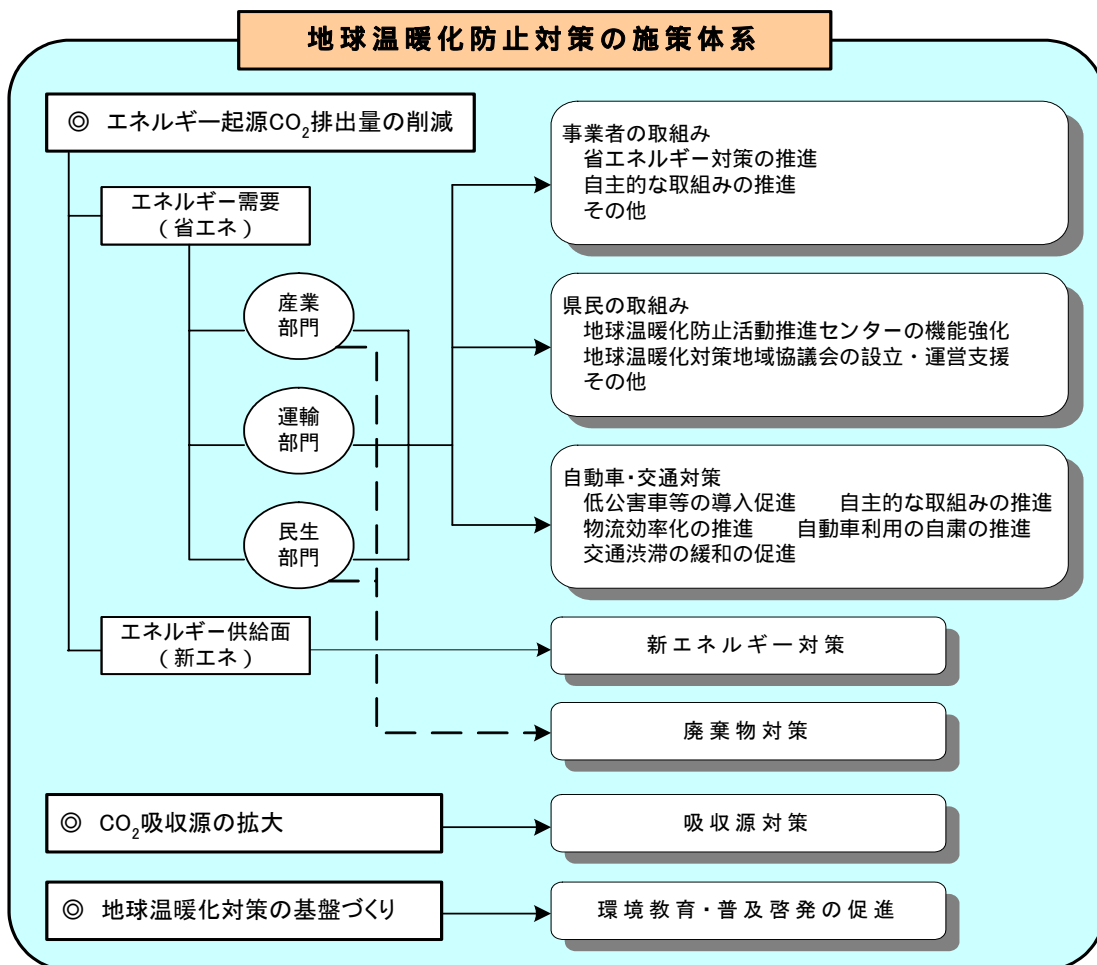 地球温暖化防止対策の施策体系
◎ エネルギー起源CO₂排出量の削減
エネルギー需要
（省エネ）
産業
部門
運輸
部門
民生
部門
エネルギー供給面
（新エネ）
事業者の取組み
省エネルギー対策の推進
自主的な取組みの推進
その他
県民の取組み
地球温暖化防止活動推進センターの機能強化
地球温暖化対策地域協議会の設立・運営支援
その他
自動車・交通対策
低公害車等の導入促進　　自主的な取組みの推進
物流効率化の推進　　自動車利用の自粛の推進
交通渋滞の緩和の促進
新エネルギー対策
廃棄物対策
◎ CO₂吸収源の拡大
吸収源対策
◎ 地球温暖化対策の基盤づくり
環境教育・普及啓発の促進